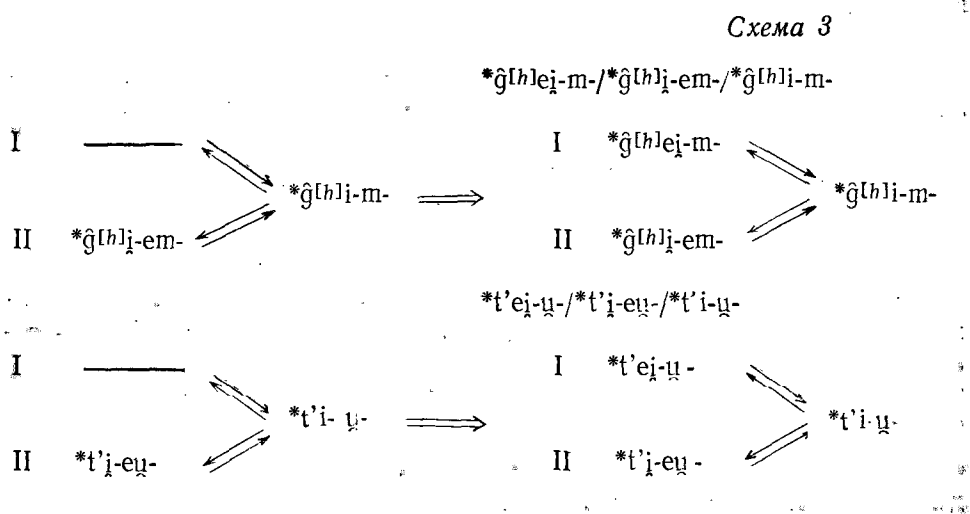 Схема 3
*ĝ[h]ei̯-m-/*ĝ[h]i̯-em-/*ĝ[h]i-m-
I I *ĝ[h]ei̯-m-
*ĝ[h]i-m- *ĝ[h]i-m-
II *ĝ[h]i̯-em- II *ĝ[h]i̯-em-
*t’ei̯-u̯-/*t’i̯-eu̯-/*t’i-u̯-
I I *t’ei̯-u̯ -
*t’i- u̯- *t’i-u̯-
II *t’i̯-eu̯- II *t’i̯-eu̯ -